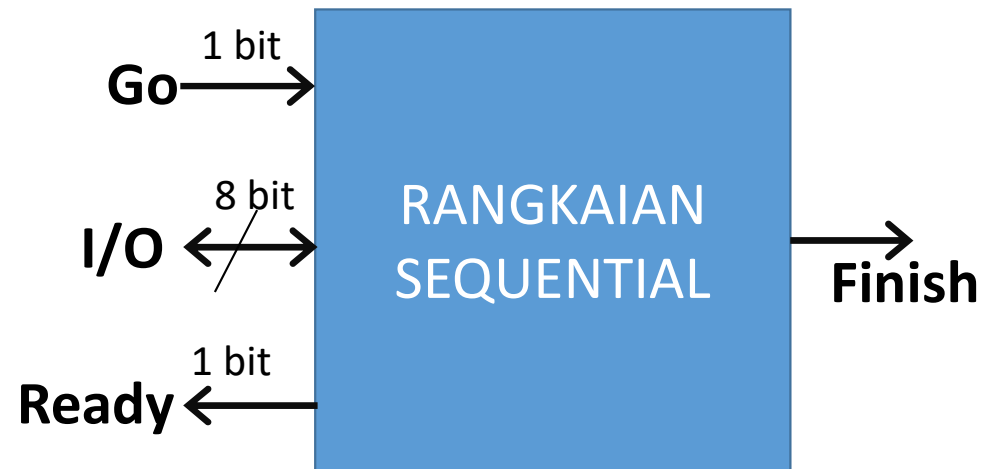 1 bit
Go
8 bit
I/O
RANGKAIAN
SEQUENTIAL
Finish
1 bit
Ready